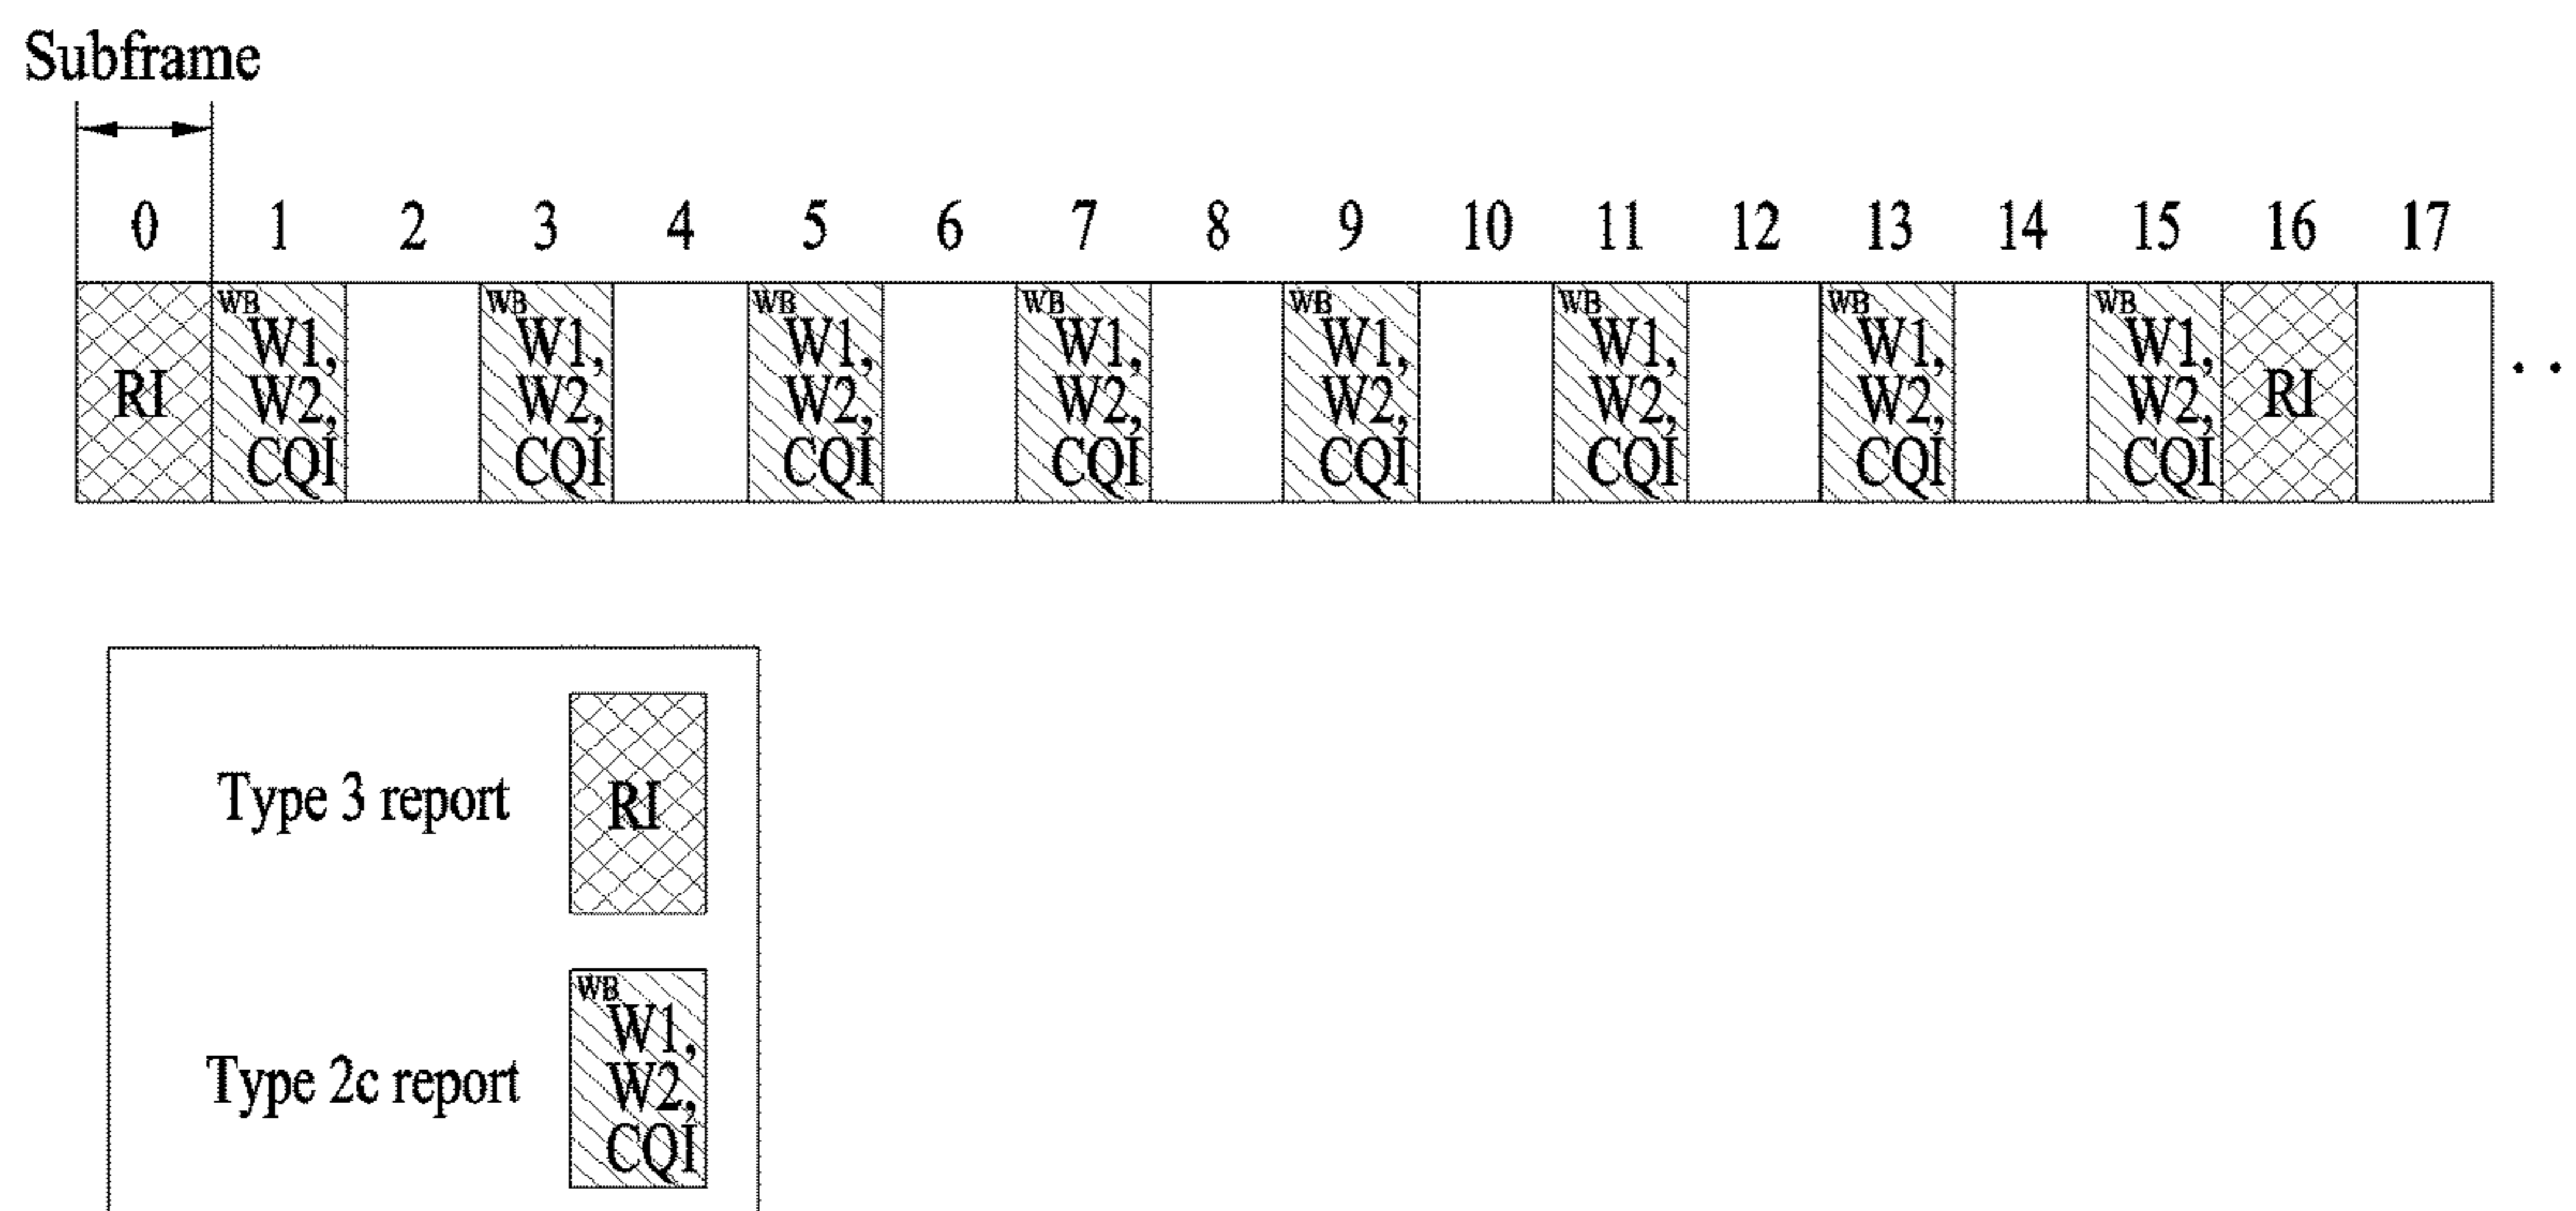 Subframe
0 1 2 3 4 5 6 7 8 9 10 11 12 13 14 15 16 17
WB WB WB WB WB WB WB WB
W1, W1, W1, W1, W1, W1, W1, W1,
RI W2, W2, W2, W2, W2, W2, W2, W2, RI
CQI CQI CQI CQI CQI CQI CQI CQI
Type 3 report RI
WB
W1,
Type 2c report W2,
CQI